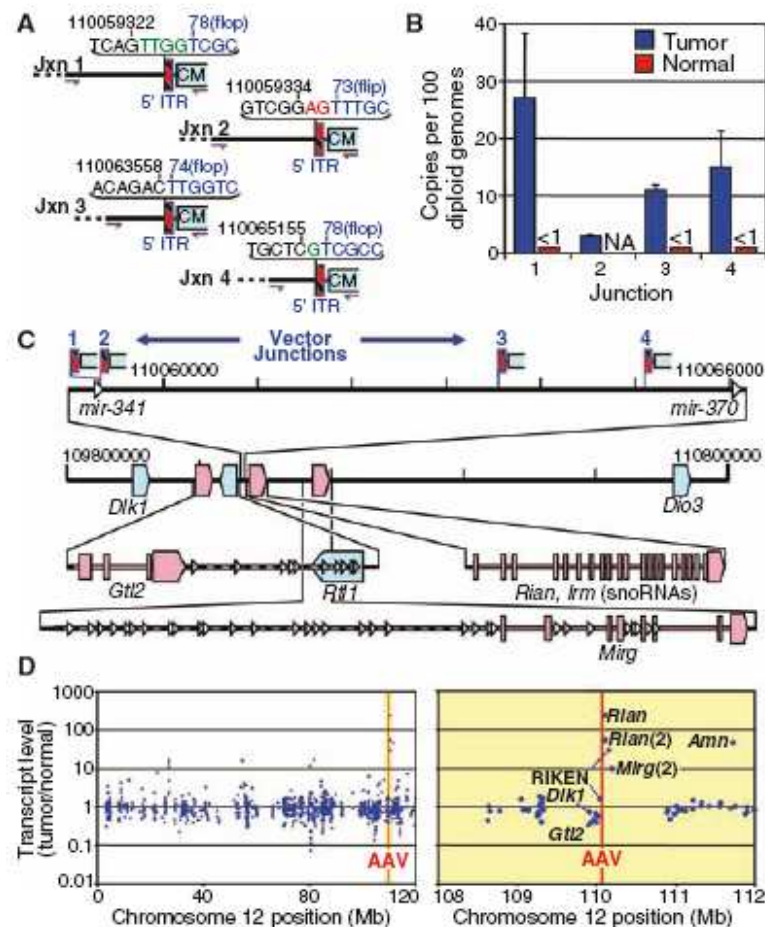 A
110059322 78(flop)
TCAGTTGGTCGC
Jxn 1
CM
5' ITR
110059334 73(flip)
GTCGGAGTTTGC
Jxn 2
CM
5' ITR
110063558 74(flop)
ACAGACTTGGTC
Jxn 3
CM
5' ITR
110065155 78(flop)
TGCTCGTCGCC
Jxn 4
CM
5' ITR
B
Copies per 100
diploid genomes
40
30
20
10
0
Tumor
Normal
<1 NA <1 <1
1 2 3 4
Junction
C
1 2 Vector 3 4
Junctions
110060000 110066000
mir-341 mir-370
109800000 110800000
Dlk1 Dio3
Gtl2 Rtl1 Rian, Irm (snoRNAs)
Mirg
D
Transcript level
(tumor/normal)
1000
100
10
1
0.1
0.01
AAV
0 40 80 120
Chromosome 12 position (Mb)
Rian
Rian(2) Amn
Mirg(2)
RIKEN
Dlk1
Gtl2
AAV
108 109 110 111 112
Chromosome 12 position (Mb)